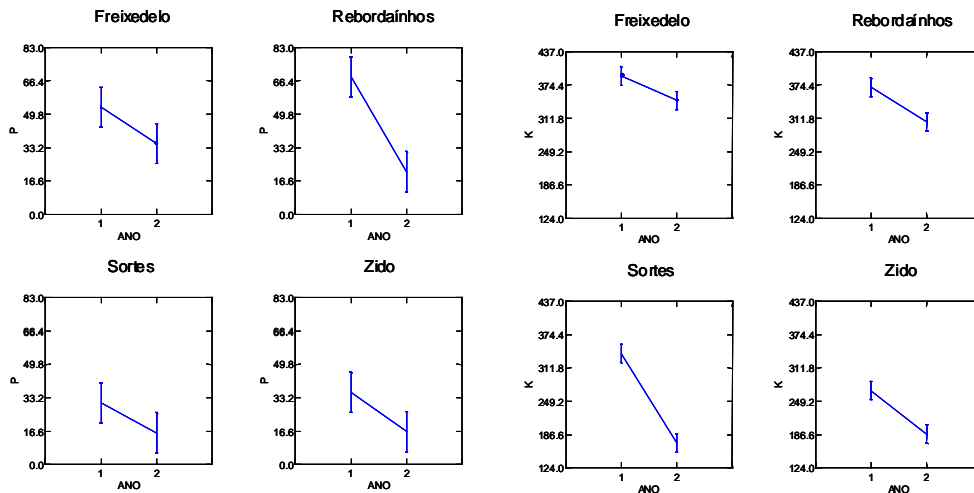 Freixedelo
83.0
66.4
49.8
33.2
16.6
0.0
P
1 2
ANO
Rebordaínhos
83.0
66.4
49.8
33.2
16.6
0.0
P
1 2
ANO
Freixedelo
437.0
374.4
311.8
249.2
186.6
124.0
K
1 2
ANO
Rebordaínhos
437.0
374.4
311.8
249.2
186.6
124.0
K
1 2
ANO
Sortes
83.0
66.4
49.8
33.2
16.6
0.0
P
1 2
ANO
Zido
83.0
66.4
49.8
33.2
16.6
0.0
P
1 2
ANO
Sortes
437.0
374.4
311.8
249.2
186.6
124.0
K
1 2
ANO
Zido
437.0
374.4
311.8
249.2
186.6
124.0
K
1 2
ANO